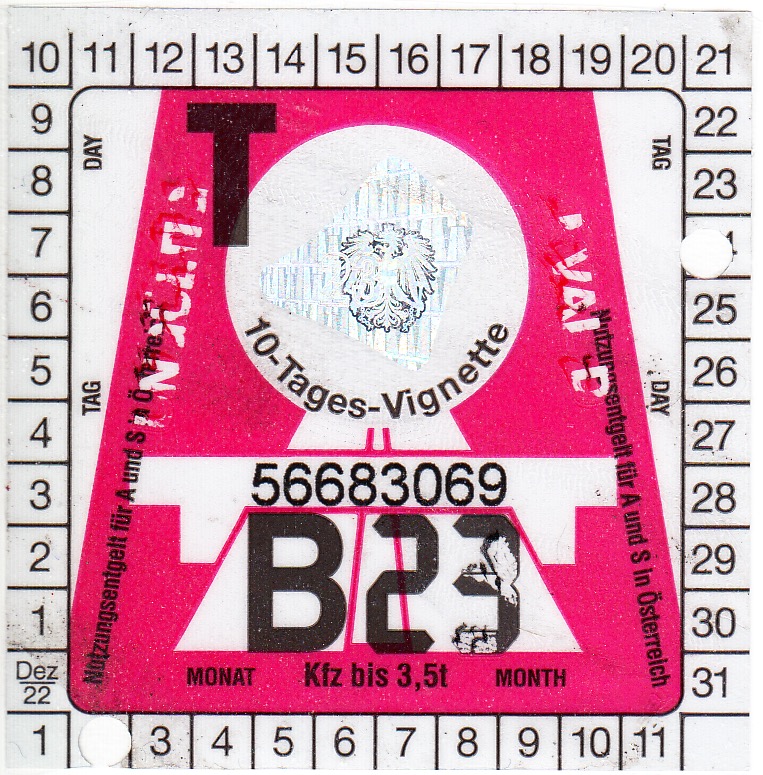 10 11 12 13 14 15 16 17 18 19 20 21
9 22
DAY T TAG
8 23
7
6 25
10-Tages-Vignette
5 26
TAG DAY
4 27
56683069
3 28
B23
2 29
1 30
Nutzungsentgelt für A und S in
Nutzungsentgelt für A und S in Österreich
Dez
22
MONAT Kfz bis 3,5t MONTH
31
1 3 4 5 6 7 8 9 10 11